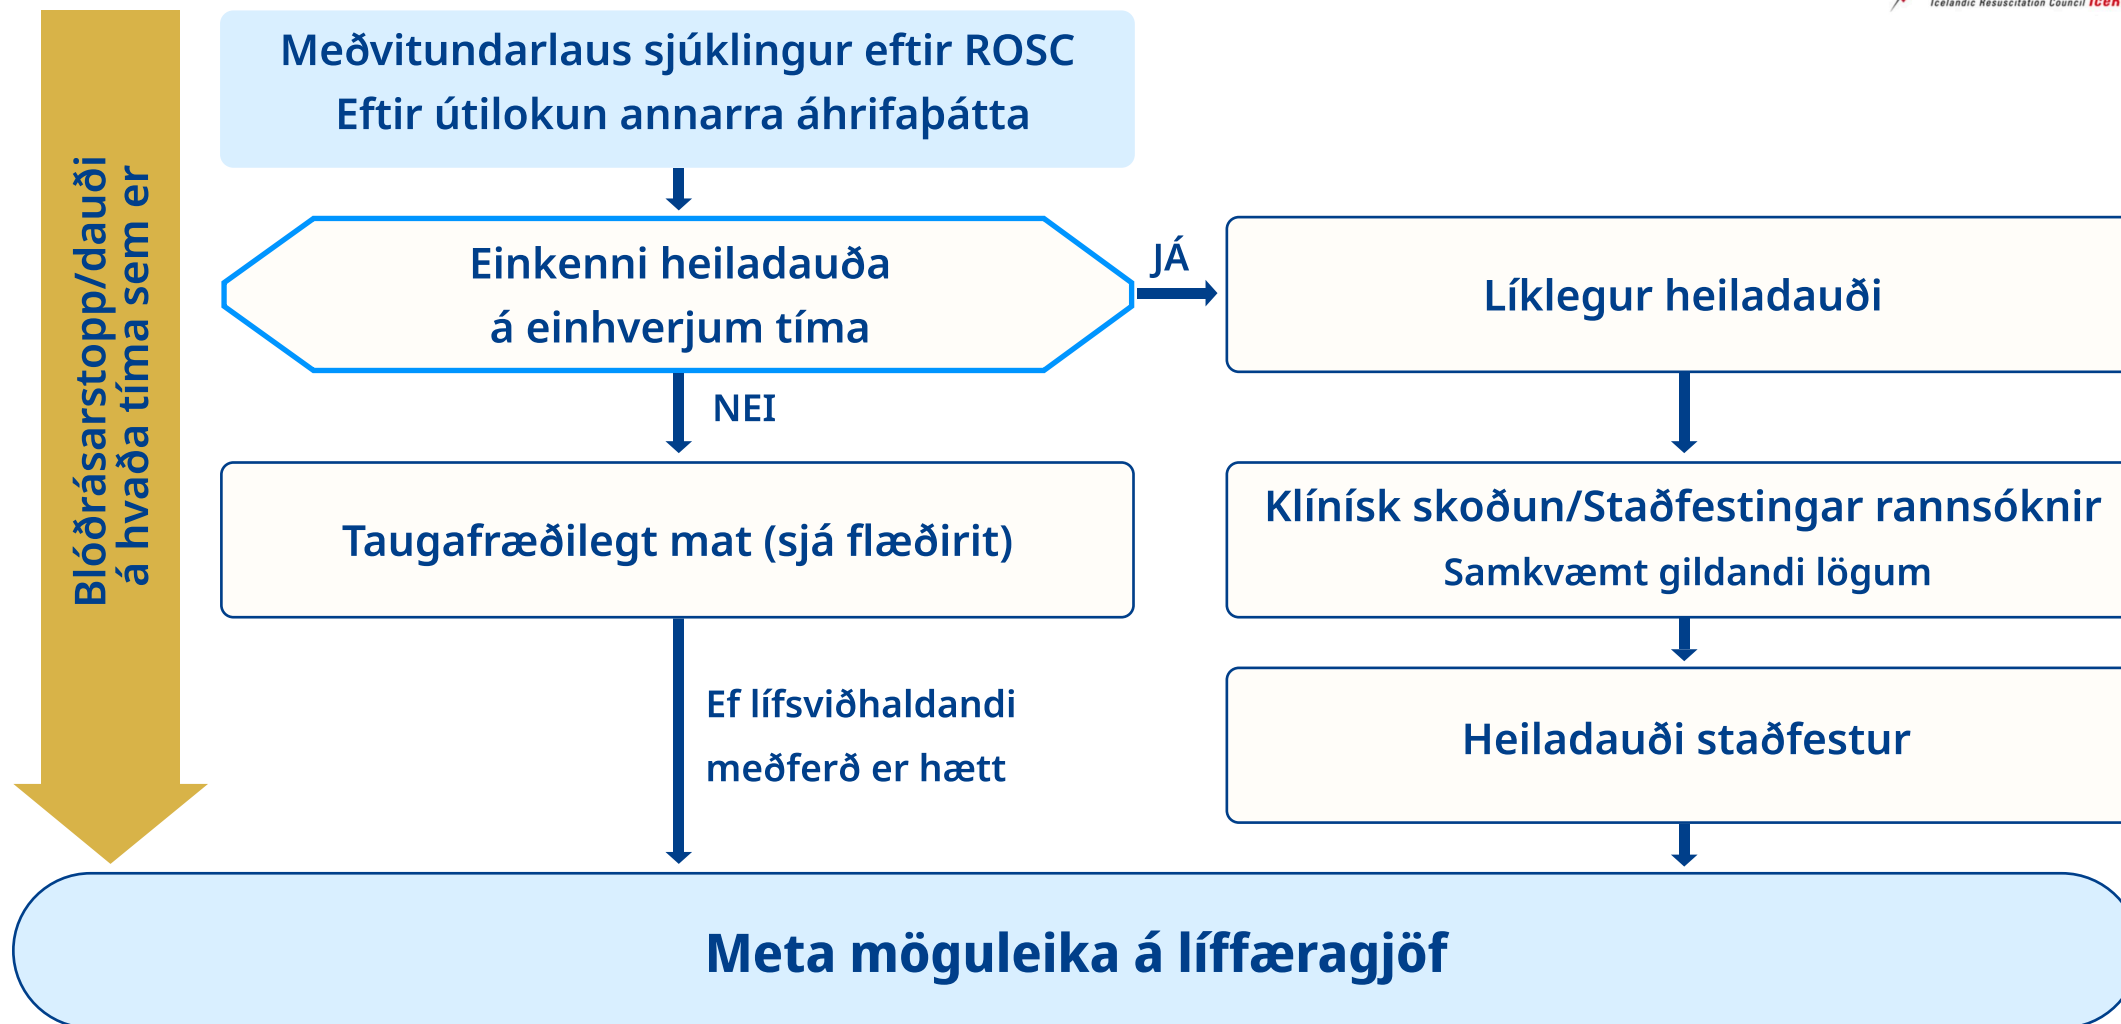 Icelandic Resuscitation Council
Meðvitundarlaus sjúklingur eftir ROSC
Eftir útilokun annarra áhrifaþátta
Blóðrásarstopp/dauði
á hvaða tíma sem er
Einkenni heiladauða
á einhverjum tíma
JÁ
Líklegur heiladauði
NEI
Taugafræðilegt mat (sjá flæðirit)
Klínísk skoðun/Staðfestingar rannsóknir
Samkvæmt gildandi lögum
Ef lífsviðhaldandi
meðferð er hætt
Heiladauði staðfestur
Meta möguleika á líffæragjöf